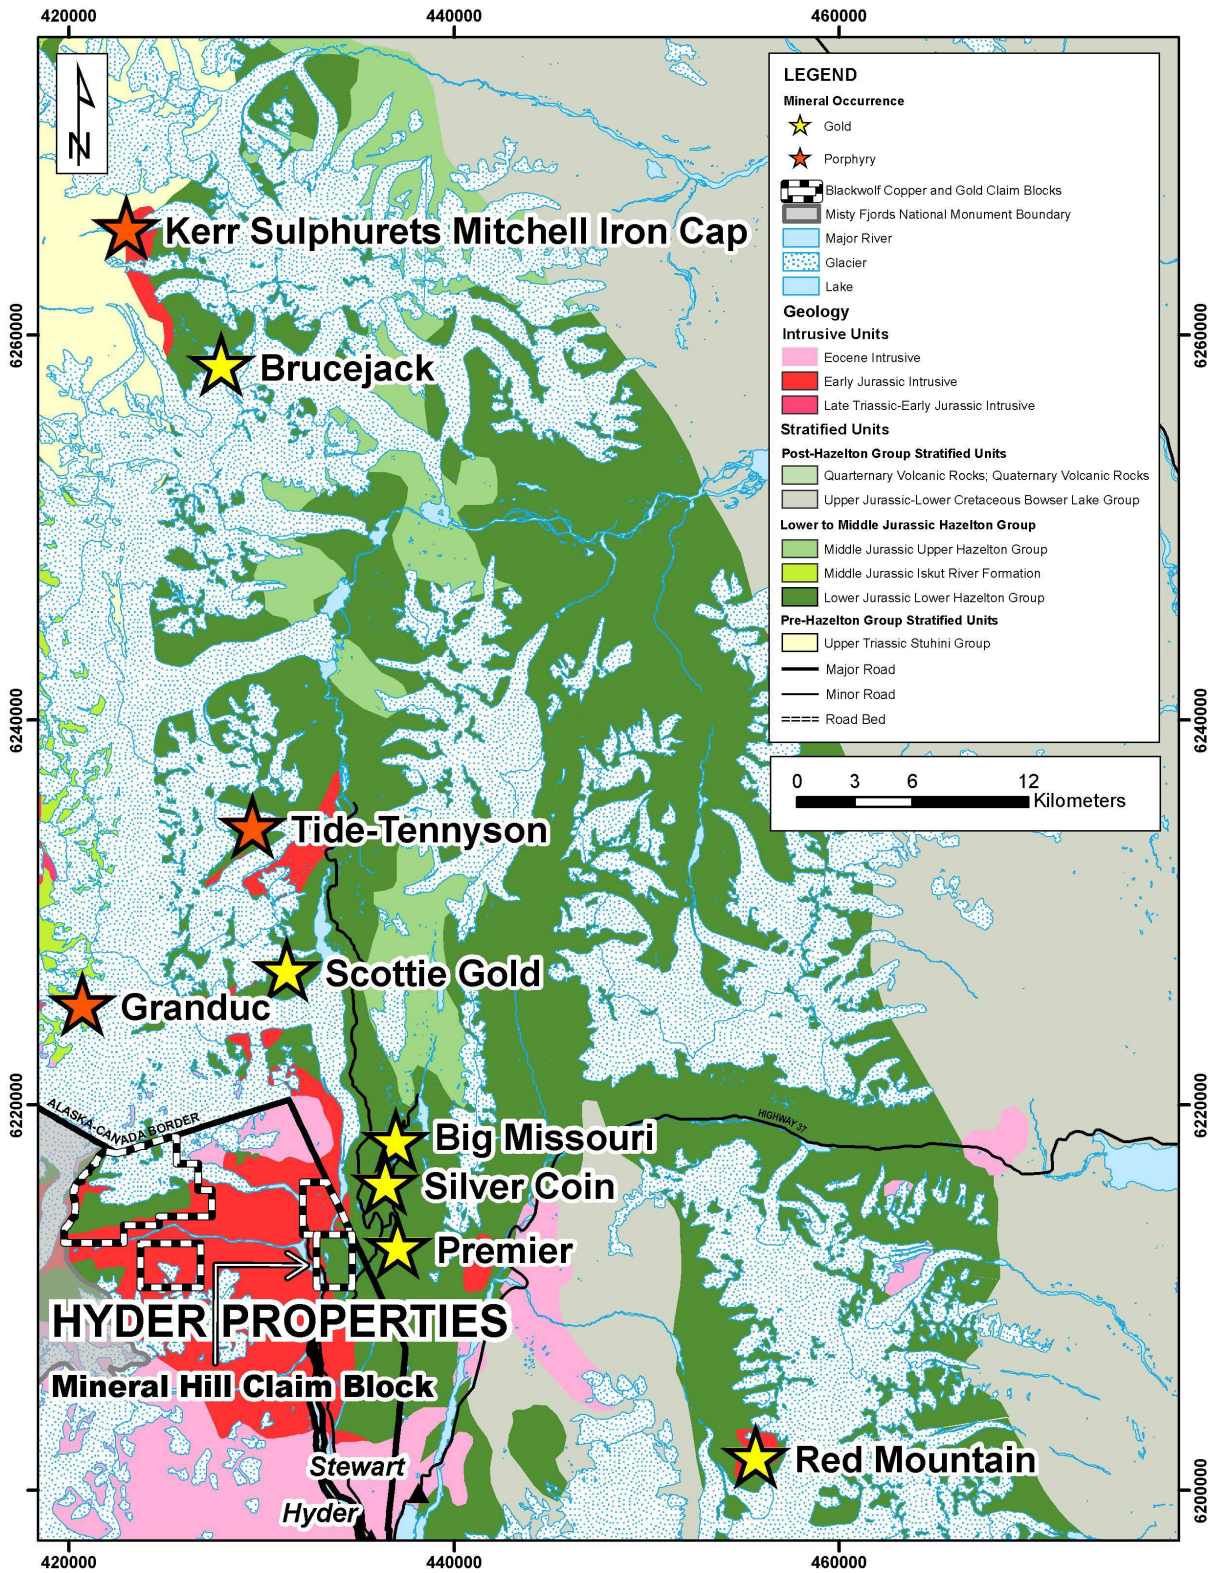 420000
440000
460000
N
LEGEND
Mineral Occurrence
Gold
Porphyry
Blackwolf Copper and Gold Claim Blocks
Misty Fjords National Monument Boundary
Major River
Glacier
Lake
Geology
Intrusive Units
Eocene Intrusive
Early Jurassic Intrusive
Late Triassic-Early Jurassic Intrusive
Stratified Units
Post-Hazelton Group Stratified Units
Quarternary Volcanic Rocks; Quaternary Volcanic Rocks
Upper Jurassic-Lower Cretaceous Bowser Lake Group
Lower to Middle Jurassic Hazelton Group
Middle Jurassic Upper Hazelton Group
Middle Jurassic Iskut River Formation
Lower Jurassic Lower Hazelton Group
Pre-Hazelton Group Stratified Units
Upper Triassic Stuhini Group
Major Road
Minor Road
Road Bed
0 3 6 12
Kilometers
Kerr Sulphurets Mitchell Iron Cap
6260000
6260000
Brucejack
6240000
6240000
Tide-Tennyson
Scottie Gold
Granduc
6220000
6220000
ALASKA-CANADA BORDER
HIGHWAY 37
Big Missouri
Silver Coin
Premier
HYDER PROPERTIES
Mineral Hill Claim Block
Stewart
Hyder
Red Mountain
6200000
420000
440000
460000